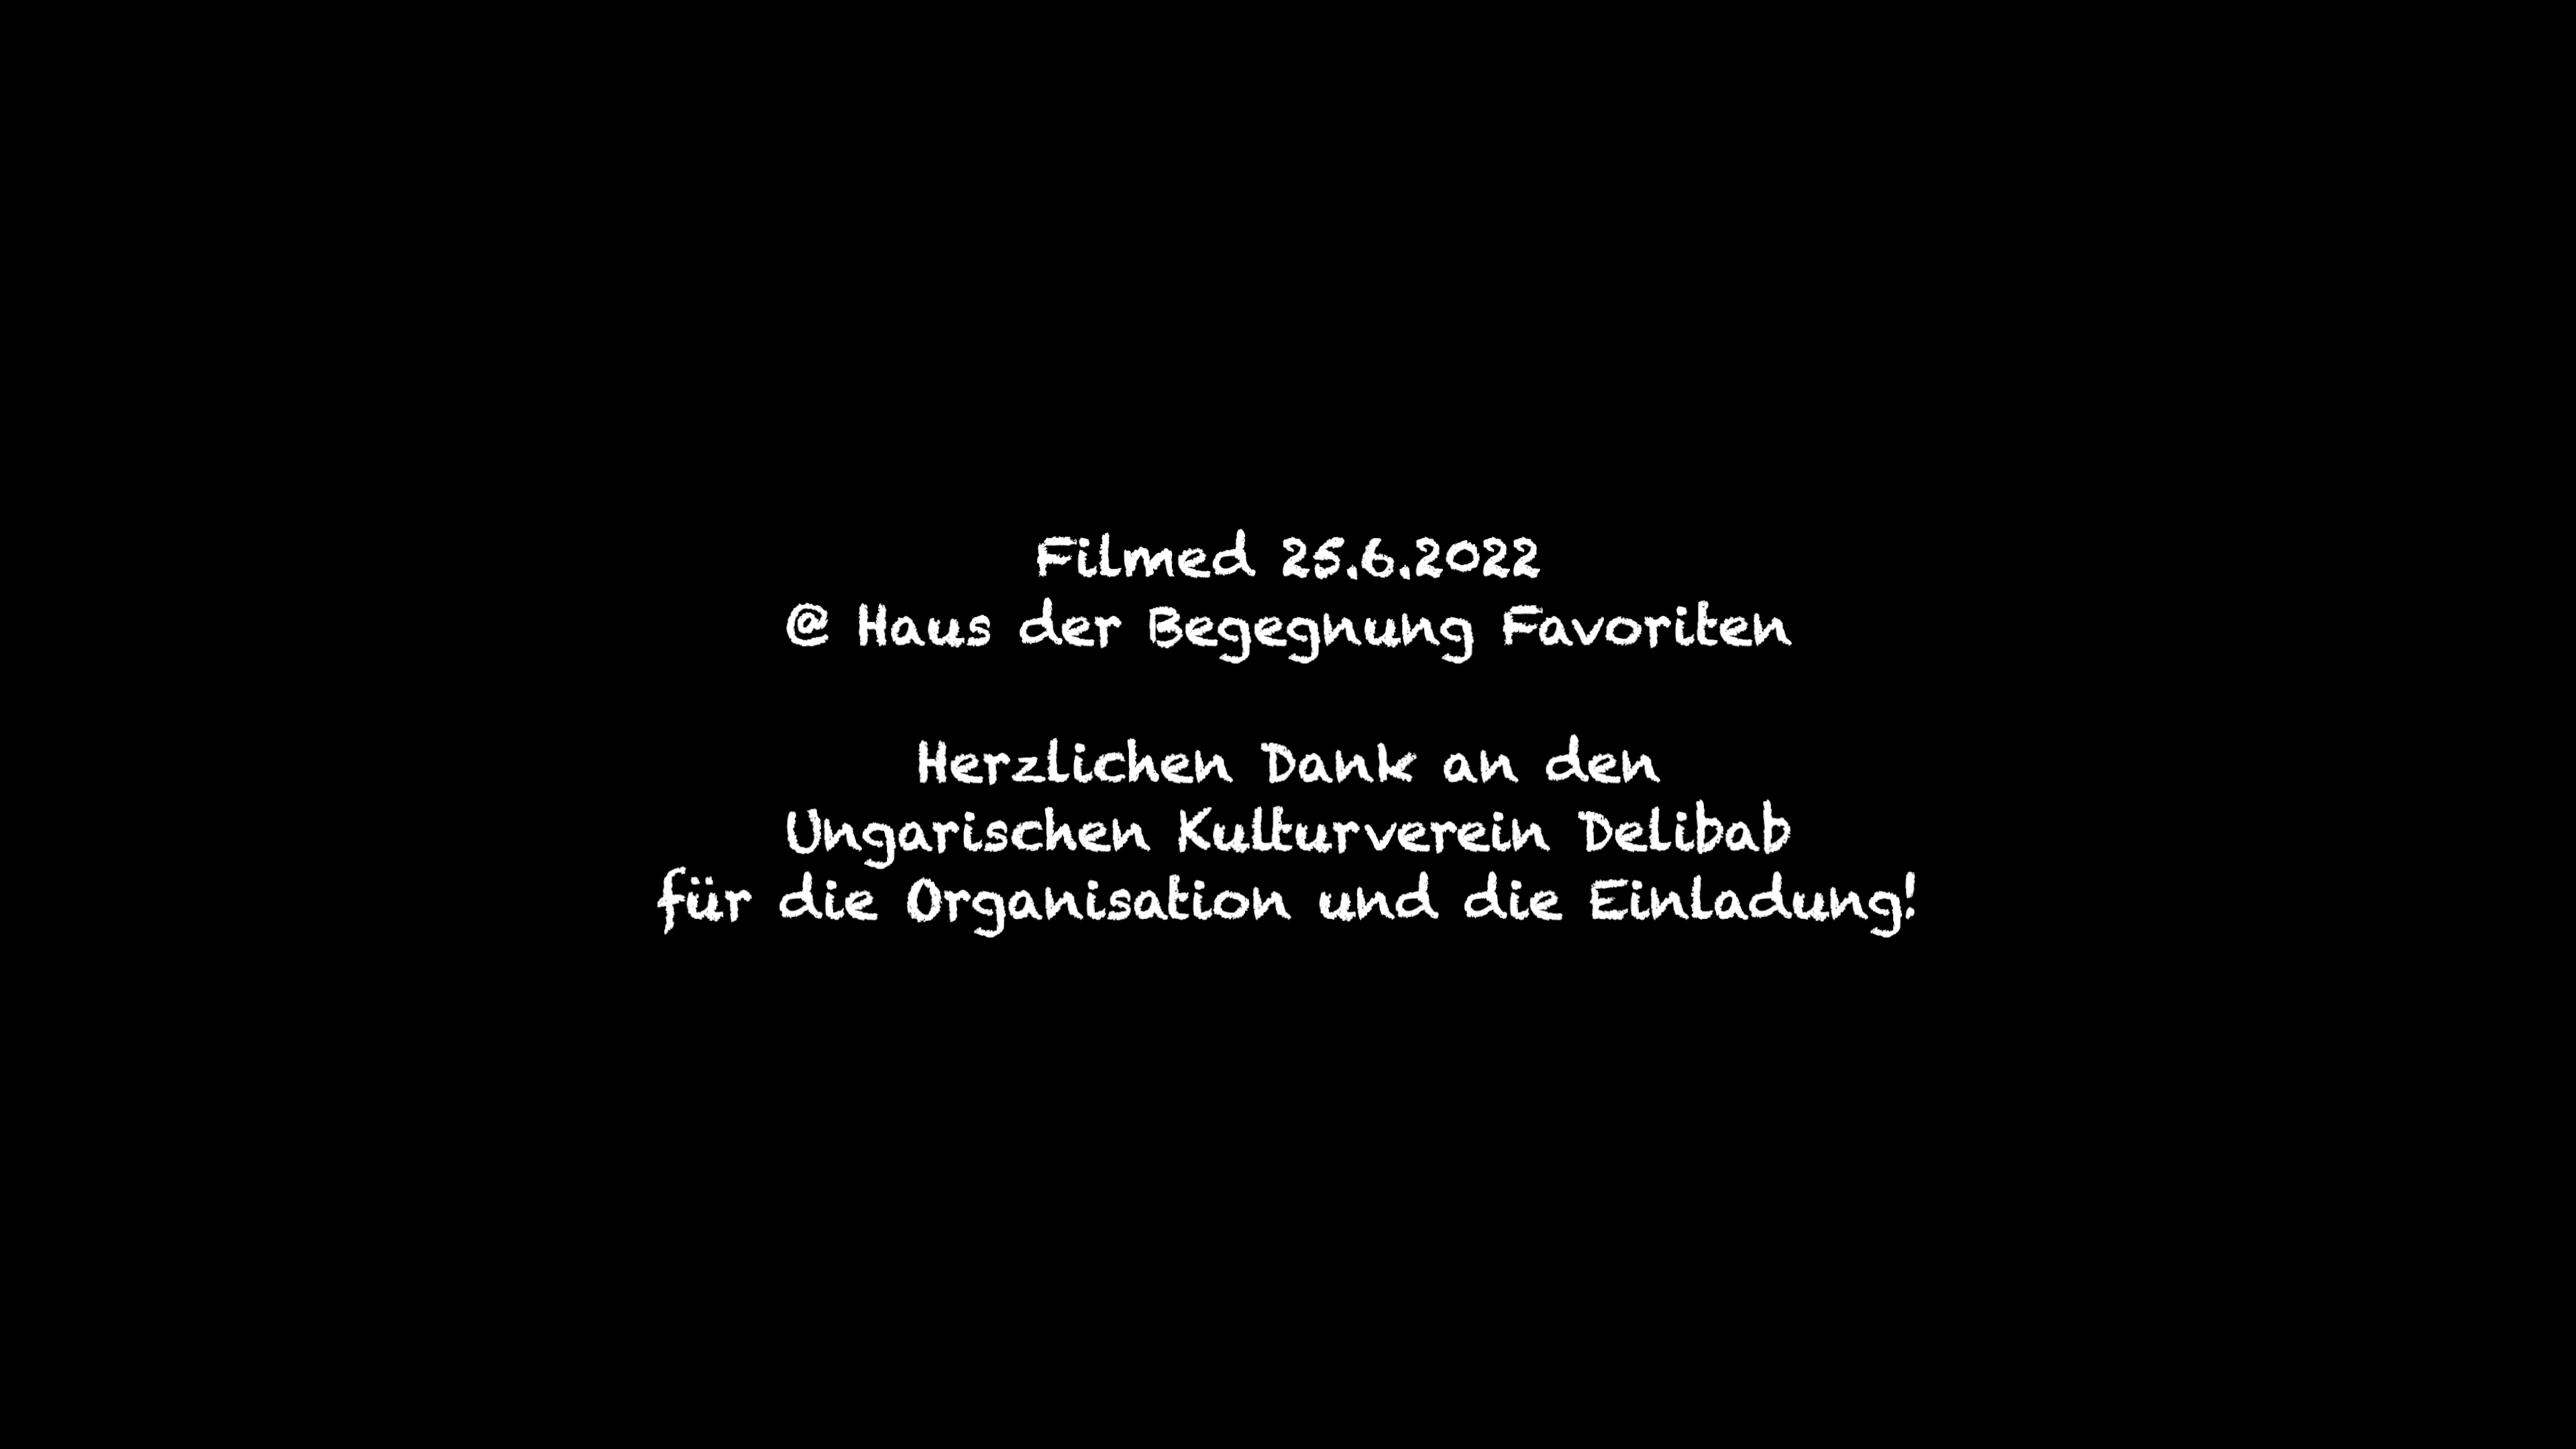 Filmed 25.6.2022
@ Haus der Begegnung Favoriten
Herzlichen Dank an den
Ungarischen Kulturverein Delibab
für die Organisation und die Einladung!